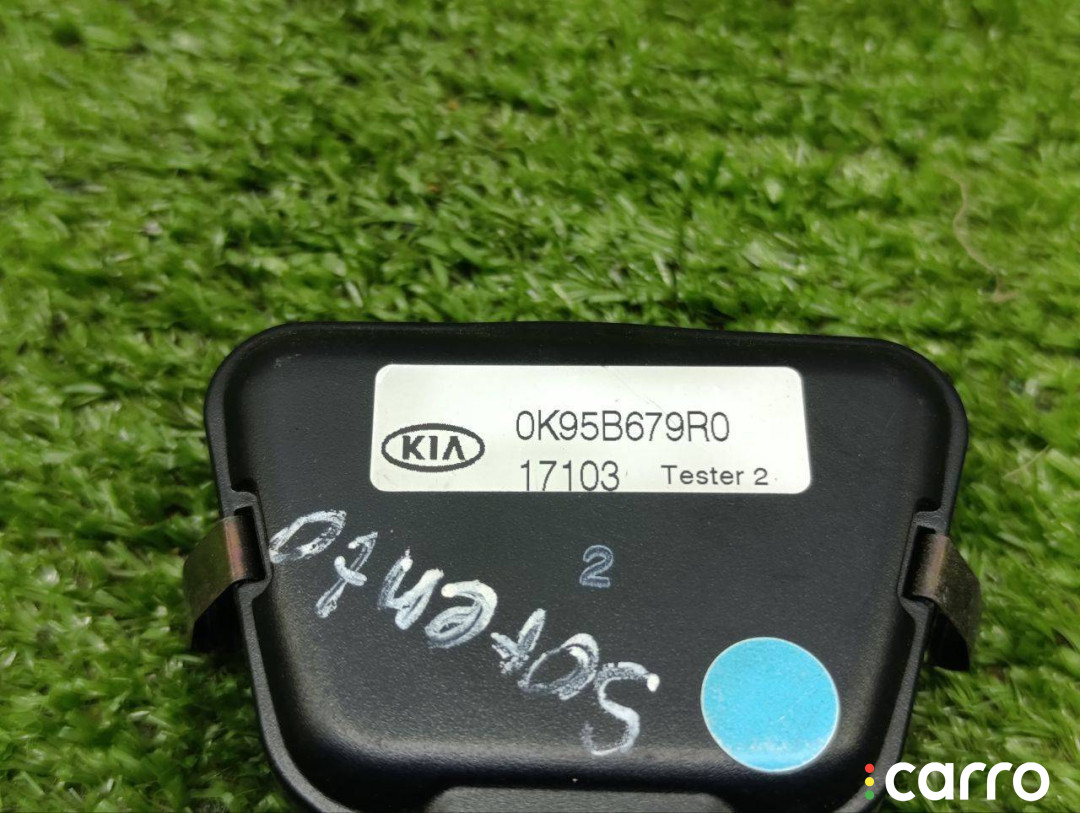 KIA
0K95B679R0
17103 Tester 2
2
Sorento
carro